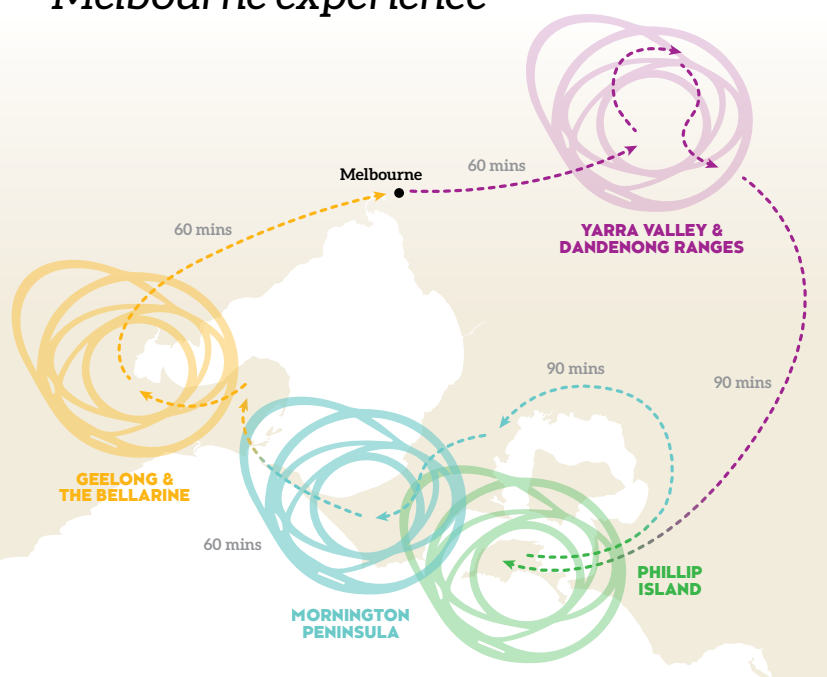 Melbourne experience
Melbourne
60 mins
60 mins
YARRA VALLEY &
DANDENONG RANGES
90 mins
90 mins
GEELONG &
THE BELLARINE
60 mins
PHILLIP
ISLAND
MORNINGTON
PENINSULA